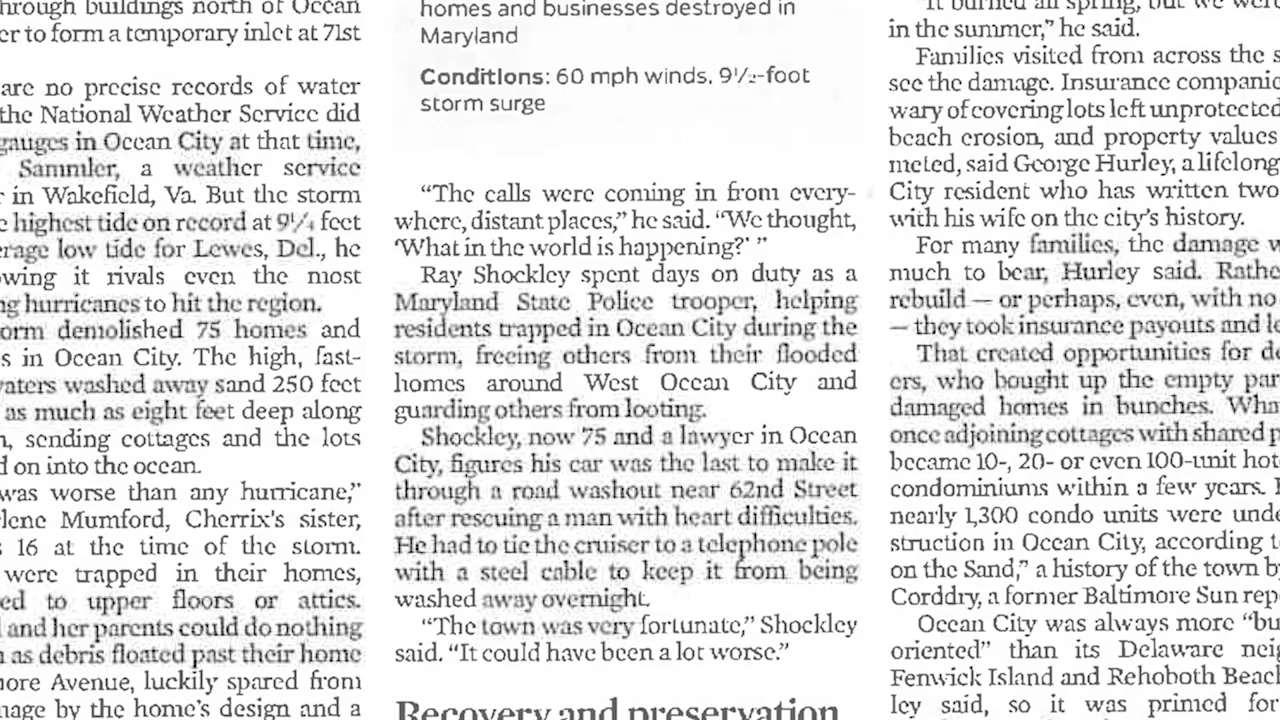 hrough buildings north of Ocean
er to form a temporary inlet at 71st
are no precise records of water
the National Weather Service did
gauges in Ocean City at that time,
Sammler, a weather service
r in Wakefield, Va. But the storm
highest tide on record at 9¼ feet
erage low tide for Lewes, Del., he
owing it rivals even the most
ng hurricanes to hit the region.
orm demolished 75 homes and
s in Ocean City. The high, fast-
vaters washed away sand 250 feet
as much as eight feet deep along
n, sending cottages and the lots
d on into the ocean.
was worse than any hurricane,”
rlene Mumford, Cherrix's sister,
s 16 at the time of the storm.
were trapped in their homes,
ed to upper floors or attics.
l and her parents could do nothing
n as debris floated past their home
more Avenue, luckily spared from
mage by the home's design and a
homes and businesses destroyed in
Maryland
Conditions: 60 mph winds, 9½-foot
storm surge
“The calls were coming in from every-
where, distant places,” he said. “We thought,
‘What in the world is happening?’ ”
Ray Shockley spent days on duty as a
Maryland State Police trooper, helping
residents trapped in Ocean City during the
storm, freeing others from their flooded
homes around West Ocean City and
guarding others from looting.
Shockley, now 75 and a lawyer in Ocean
City, figures his car was the last to make it
through a road washout near 62nd Street
after rescuing a man with heart difficulties.
He had to tie the cruiser to a telephone pole
with a steel cable to keep it from being
washed away overnight.
“The town was very fortunate,” Shockley
said. “It could have been a lot worse.”
Recovery and preservation
“It burned all spring, but we were
in the summer,” he said.
Families visited from across the s
see the damage. Insurance companie
wary of covering lots left unprotected
beach erosion, and property values
meted, said George Hurley, a lifelong
City resident who has written two
with his wife on the city's history.
For many families, the damage w
much to bear, Hurley said. Rathe
rebuild — or perhaps, even, with no
— they took insurance payouts and le
That created opportunities for de
ers, who bought up the empty par
damaged homes in bunches. Wha
once adjoining cottages with shared p
became 10-, 20- or even 100-unit hot
condominiums within a few years.
nearly 1,300 condo units were unde
struction in Ocean City, according t
on the Sand,” a history of the town by
Corddry, a former Baltimore Sun rep
Ocean City was always more “bu
oriented” than its Delaware neig
Fenwick Island and Rehoboth Beach
ley said, so it was primed for